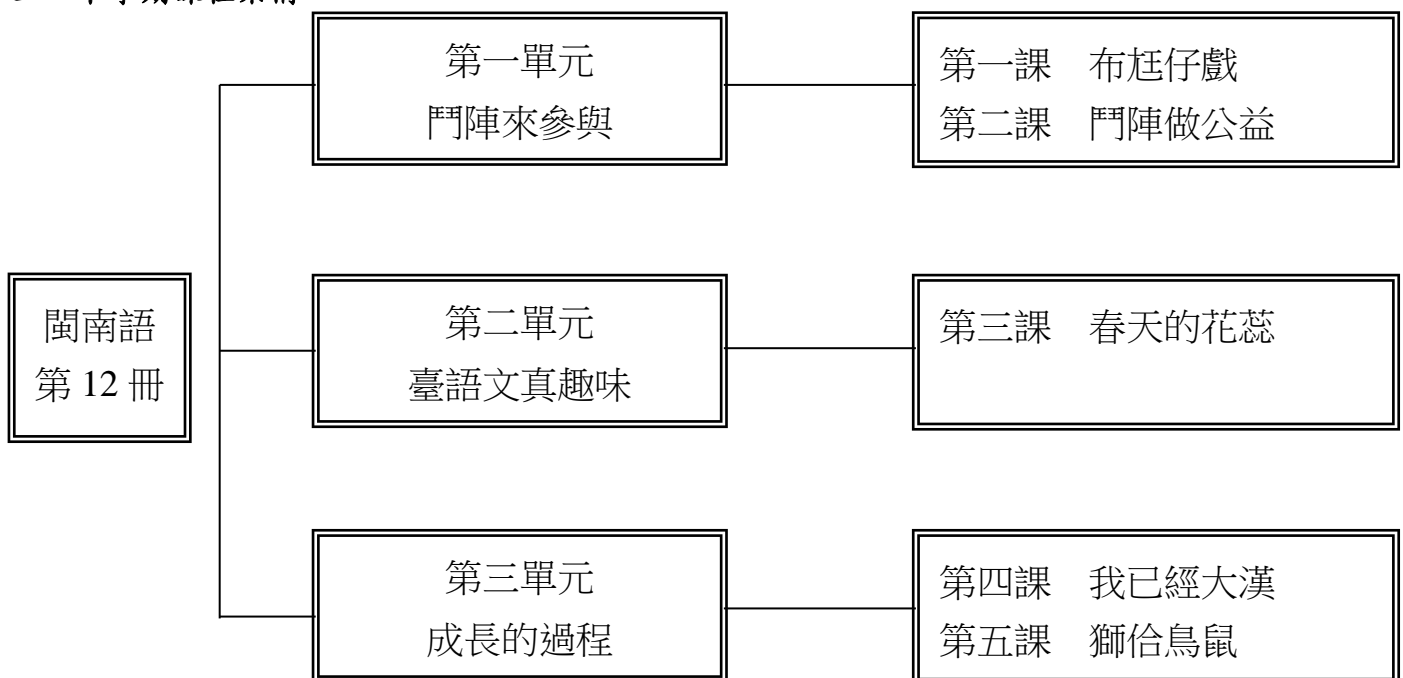 第一單元
鬥陣來參與
第一課 布尪仔戲
第二課 鬥陣做公益
閩南語
第 12 冊
第二單元
臺語文真趣味
第三課 春天的花蕊
第三單元
成長的過程
第四課 我已經大漢
第五課 獅佮鳥鼠